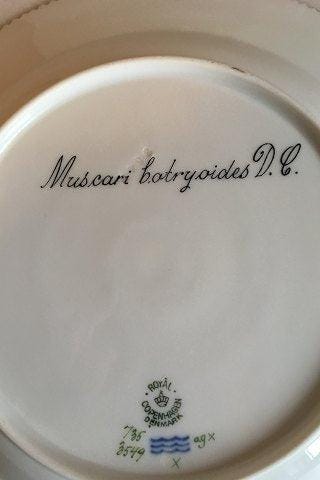 Muscari botryoides D.C.
ROYAL
COPENHAGEN
DENMARK
735
3549
agx
x